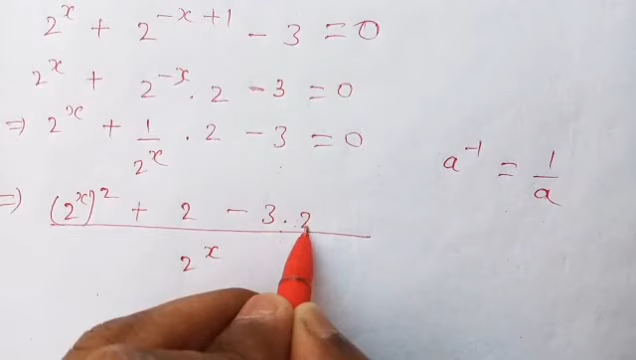 2^x + 2^{-x+1} - 3 = 0
2^x + 2^{-x} . 2 - 3 = 0
⇒ 2^x + 1/2^x . 2 - 3 = 0
a^{-1} = 1/a
⇒ (2^x)^2 + 2 - 3 . 2
2^x